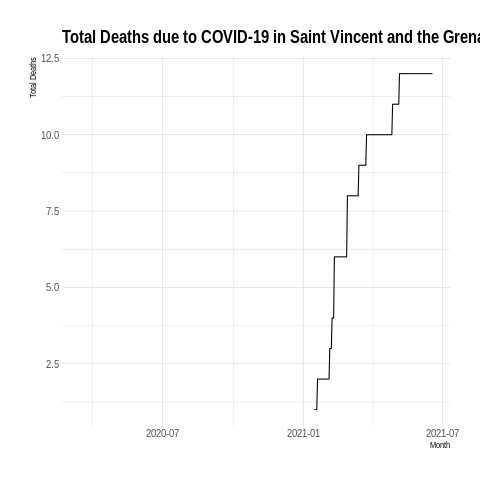 Total Deaths due to COVID-19 in Saint Vincent and the Grena
Total Deaths
12.5
10.0
7.5
5.0
2.5
2020-07
2021-01
2021-07
Month